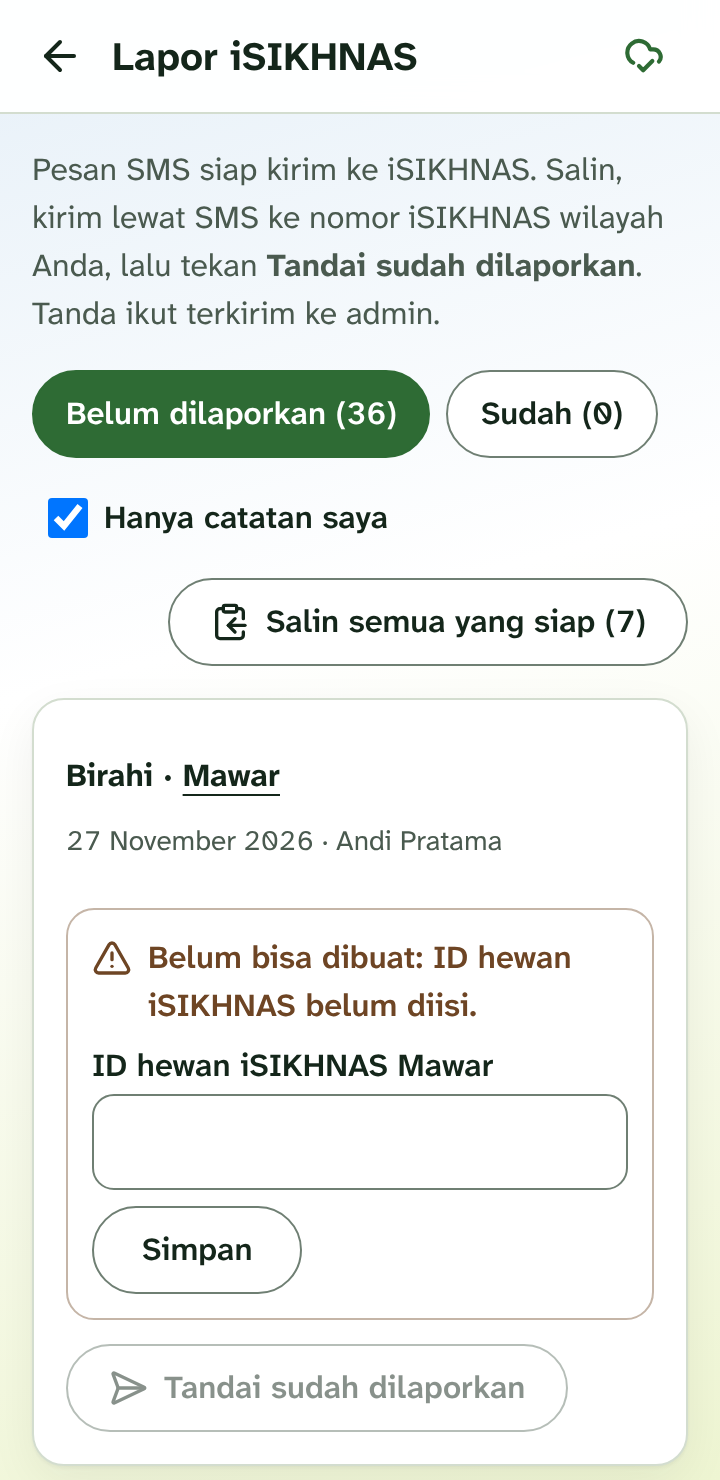 Lapor iSIKHNAS
Pesan SMS siap kirim ke iSIKHNAS. Salin,
kirim lewat SMS ke nomor iSIKHNAS wilayah
Anda, lalu tekan Tandai sudah dilaporkan.
Tanda ikut terkirim ke admin.
Belum dilaporkan (36)
Sudah (0)
Hanya catatan saya
Salin semua yang siap (7)
Birahi · Mawar
27 November 2026 · Andi Pratama
Belum bisa dibuat: ID hewan
iSIKHNAS belum diisi.
ID hewan iSIKHNAS Mawar
Simpan
Tandai sudah dilaporkan